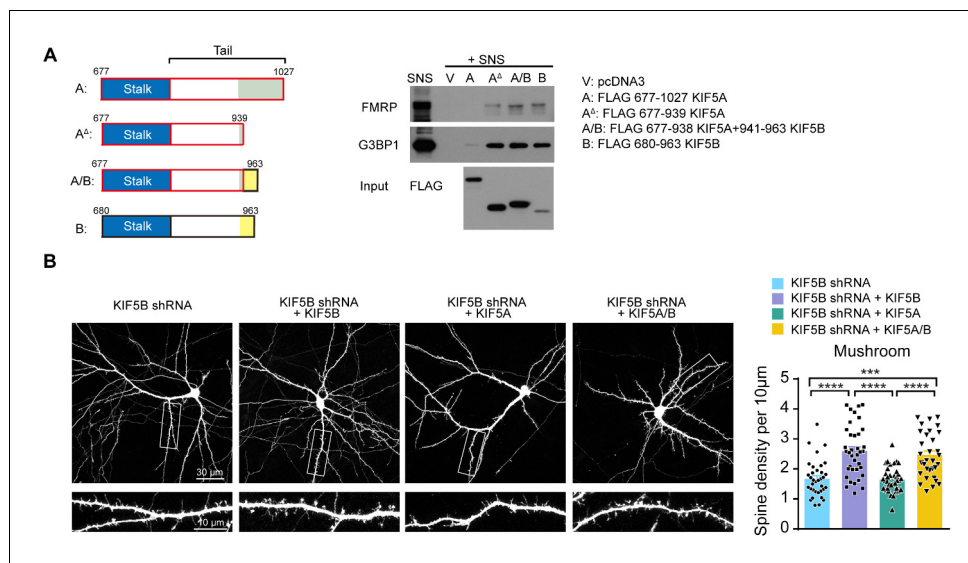 A
Tail
677
1027
A:
Stalk
677
939
A^Δ:
Stalk
677
963
A/B:
Stalk
680
963
B:
Stalk
+ SNS
SNS V A A^Δ A/B B
FMRP
G3BP1
Input FLAG
V: pcDNA3
A: FLAG 677-1027 KIF5A
A^Δ: FLAG 677-939 KIF5A
A/B: FLAG 677-938 KIF5A+941-963 KIF5B
B: FLAG 680-963 KIF5B
B
KIF5B shRNA
KIF5B shRNA
+ KIF5B
KIF5B shRNA
+ KIF5A
KIF5B shRNA
+ KIF5A/B
30 µm
10 µm
KIF5B shRNA
KIF5B shRNA + KIF5B
KIF5B shRNA + KIF5A
KIF5B shRNA + KIF5A/B
Mushroom
Spine density per 10µm
5
4
3
2
1
0
***
**** **** ****